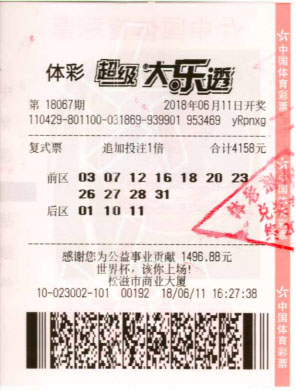 体彩 超级大乐透
第 18067期 2018年06月11日开奖
110429-801100-031869-939901 953469 yRpnxg
复式票 追加投注1倍 合计4158元
前区 03 07 12 16 18 20 23
26 27 28 31
后区 01 10 11
感谢您为公益事业贡献 1496.88元
世界杯，该你上场！
松滋市商业大厦
10-023002-101 00192 18/06/11 16:27:38
中国体育彩票
中国体育彩票
中国体育彩票